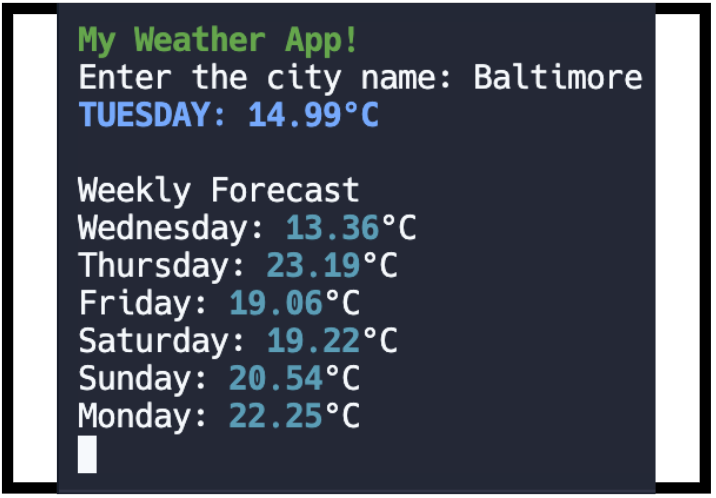 My Weather App!
Enter the city name: Baltimore
TUESDAY: 14.99°C
Weekly Forecast
Wednesday: 13.36°C
Thursday: 23.19°C
Friday: 19.06°C
Saturday: 19.22°C
Sunday: 20.54°C
Monday: 22.25°C